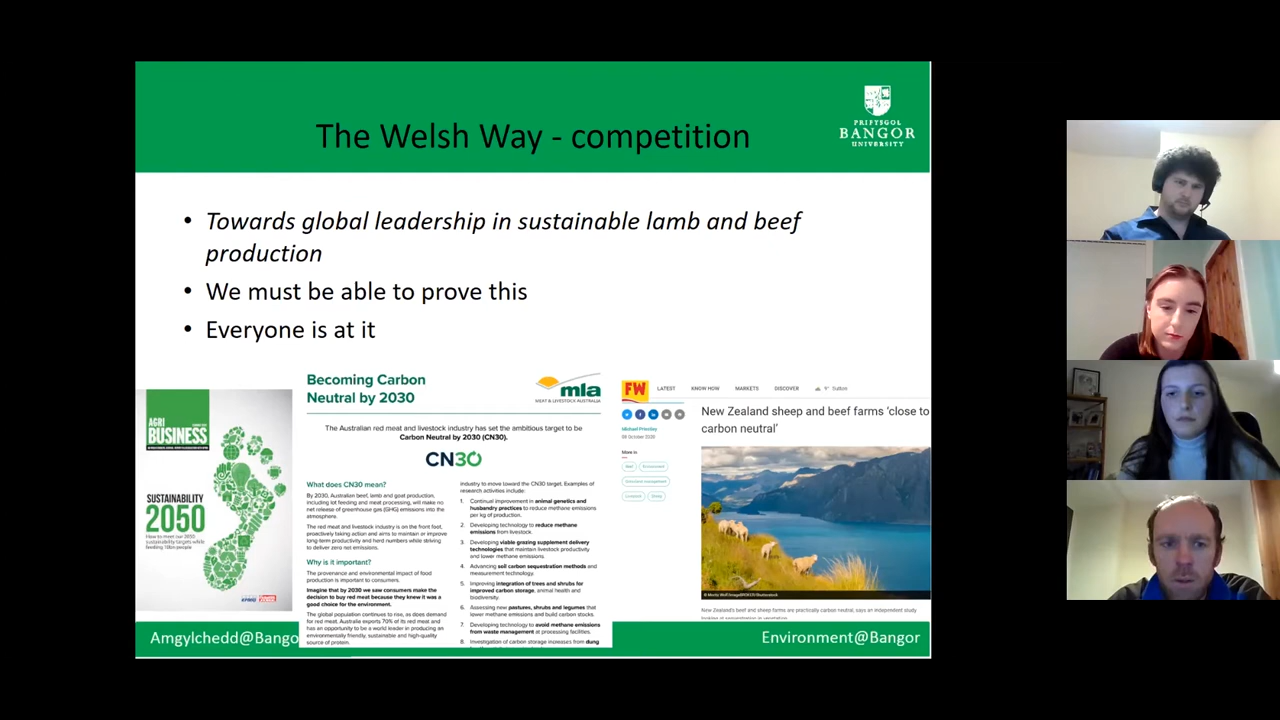 The Welsh Way - competition
PRIFYSGOL
BANGOR
UNIVERSITY
• Towards global leadership in sustainable lamb and beef
production
• We must be able to prove this
• Everyone is at it
AGRI
BUSINESS
SUSTAINABILITY
2050
How to meet our 2050
sustainability targets while
feeding 10bn people
Becoming Carbon
Neutral by 2030
mla
MEAT & LIVESTOCK AUSTRALIA
The Australian red meat and livestock industry has set the ambitious target to be
Carbon Neutral by 2030 (CN30).
CN30
What does CN30 mean?
By 2030, Australian beef, lamb and goat production,
including lot feeding and meat processing, will make no
net release of greenhouse gas (GHG) emissions into the
atmosphere.
The red meat and livestock industry is on the front foot,
proactively taking action and aims to maintain or improve
long-term productivity and herd numbers while striving
to deliver zero net emissions.
Why is it important?
The provenance and environmental impact of food
production is important to consumers.
Imagine that by 2030 we saw consumers make the
decision to buy red meat because they knew it was a
good choice for the environment.
The global population continues to rise, as does demand
for red meat. Australia exports 70% of its red meat and
has an opportunity to be a world leader in producing an
environmentally friendly, sustainable and high-quality
source of protein.
industry to move toward the CN30 target. Examples of
research activities include:
1. Continual improvement in animal genetics and
husbandry practices to reduce methane emissions
per kg of production.
2. Developing technology to reduce methane
emissions from livestock.
3. Developing viable grazing supplement delivery
technologies that maintain livestock productivity
and lower methane emissions.
4. Advancing soil carbon sequestration methods and
measurement technology.
5. Improving integration of trees and shrubs for
improved carbon storage, animal health and
biodiversity.
6. Assessing new pastures, shrubs and legumes that
lower methane emissions and build carbon stocks.
7. Developing technology to avoid methane emissions
from waste management at processing facilities.
8. Investigation of carbon storage increases from dung
FW
LATEST KNOW HOW MARKETS DISCOVER 9° Sutton
Michael Priestley
08 October 2020
More in
Beef Environment
Livestock Sheep
New Zealand sheep and beef farms 'close to
carbon neutral'
New Zealand's beef and sheep farms are practically carbon neutral, says an independent study
Amgylchedd@Bango
Environment@Bangor